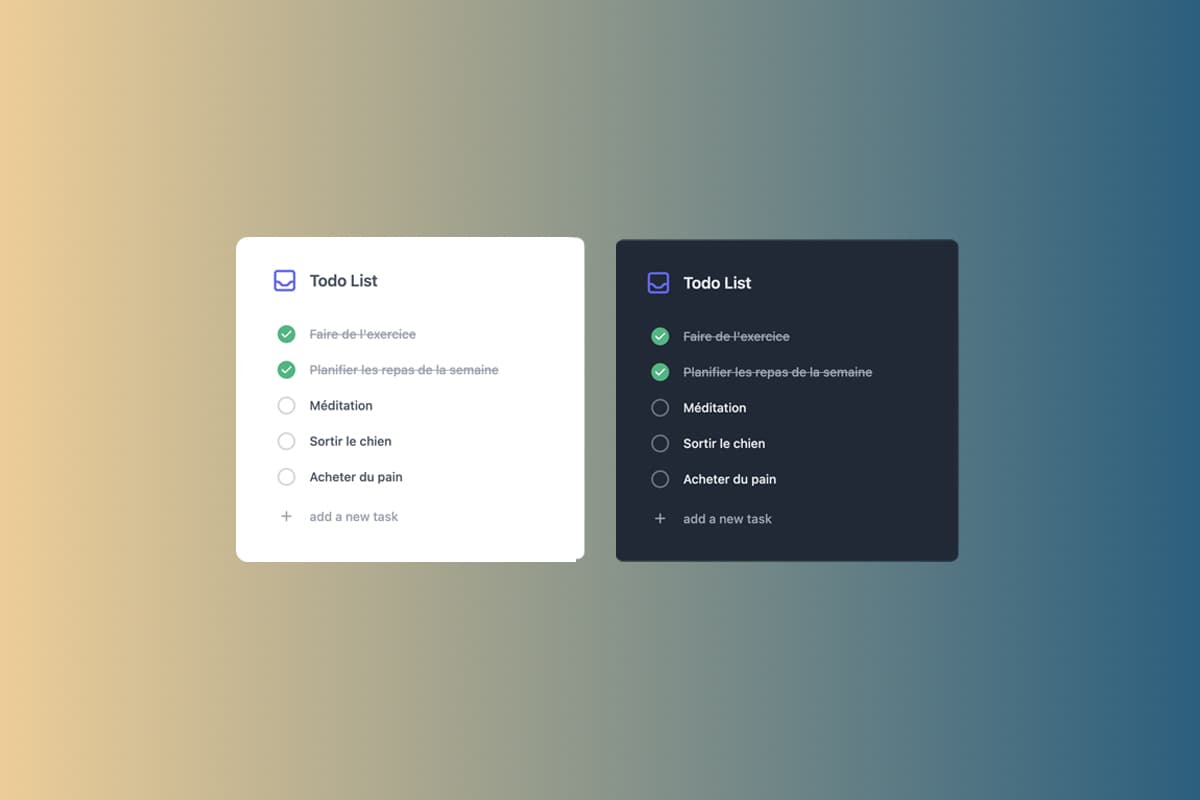 Todo List
Faire de l'exercice
Planifier les repas de la semaine
Méditation
Sortir le chien
Acheter du pain
add a new task
Todo List
Faire de l'exercice
Planifier les repas de la semaine
Méditation
Sortir le chien
Acheter du pain
add a new task